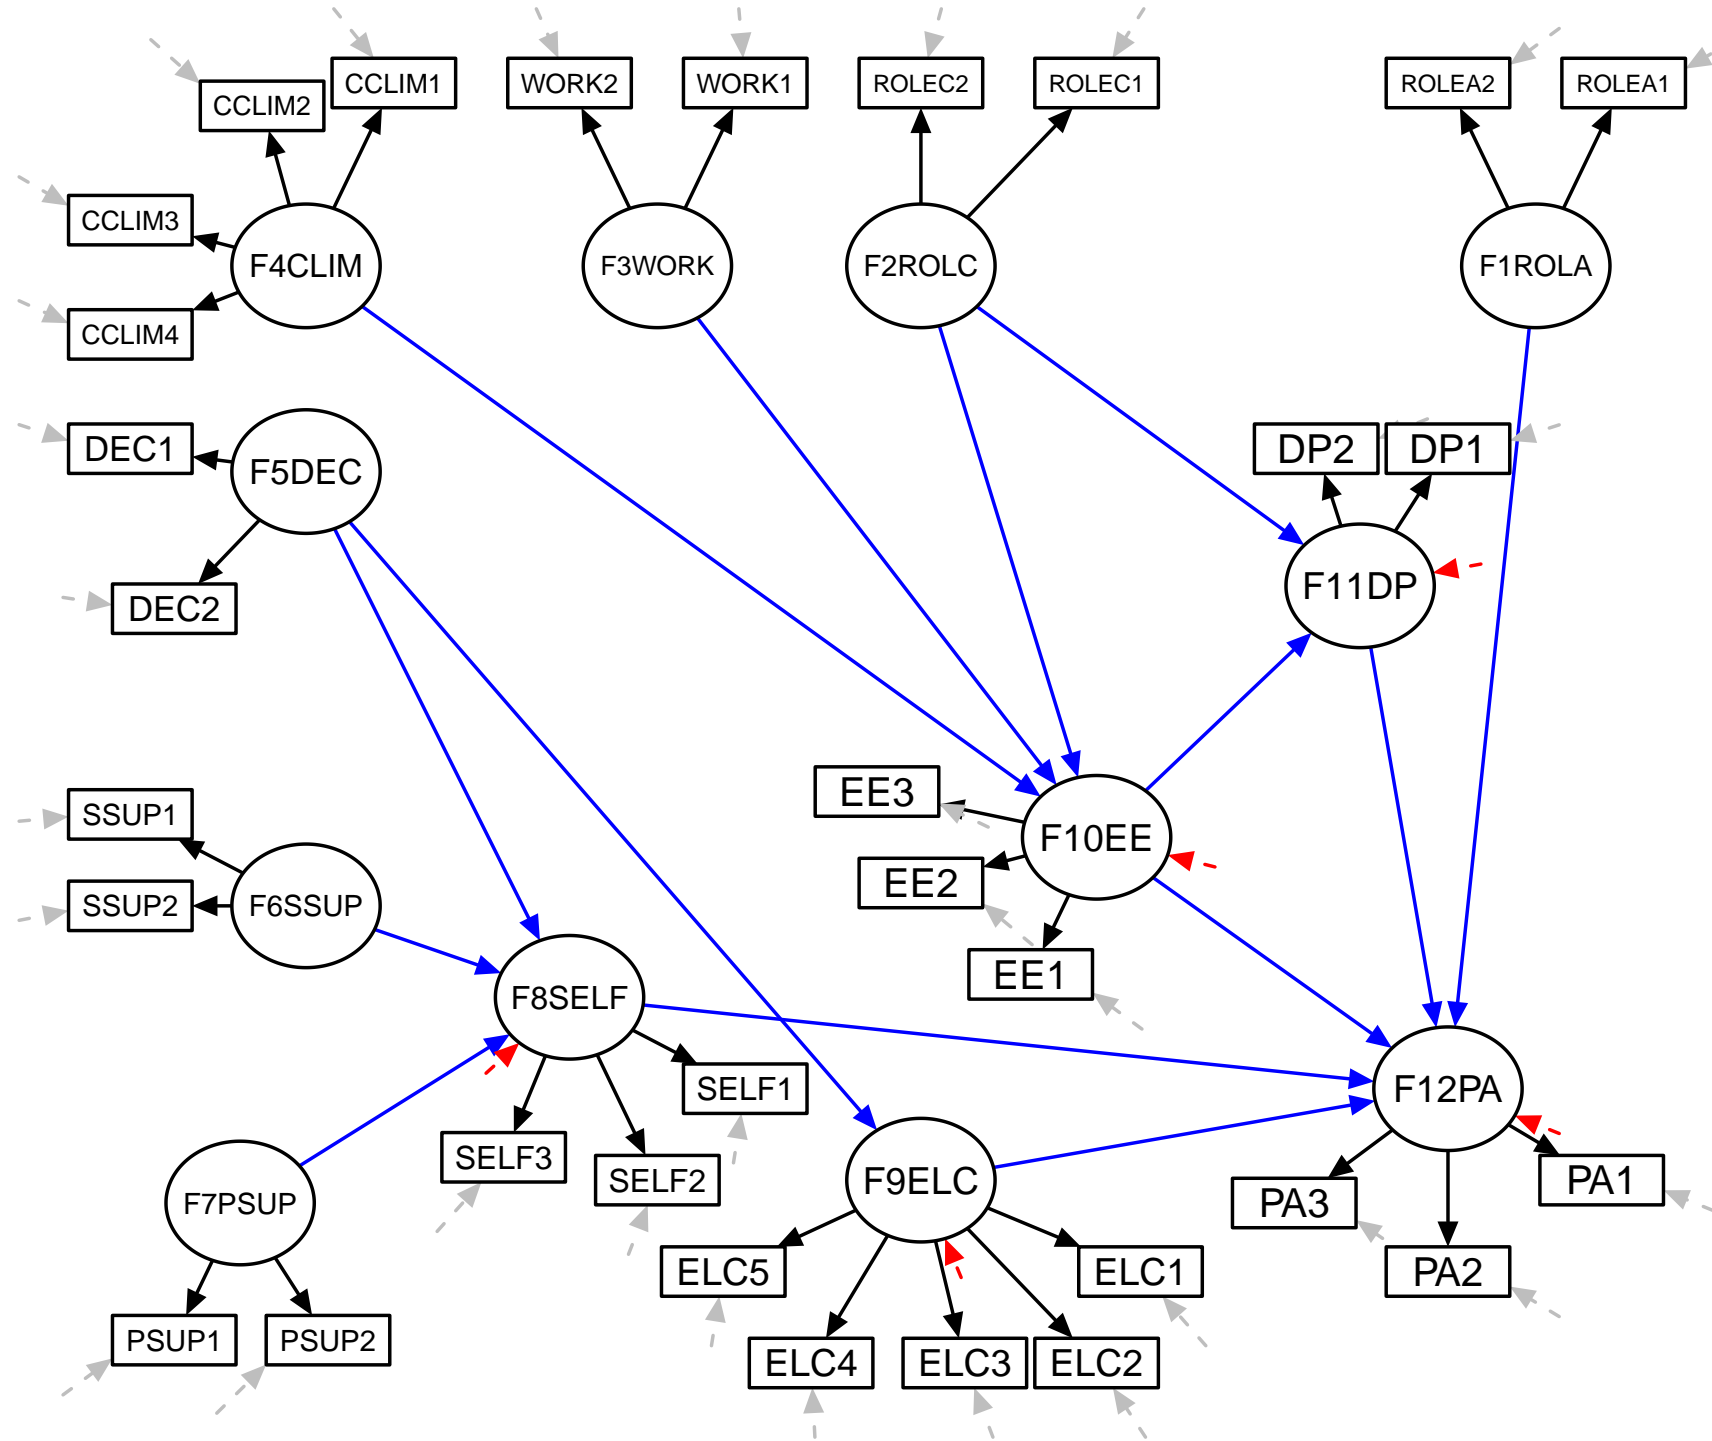 CCLIM1
WORK2
WORK1
ROLEC2
ROLEC1
ROLEA2
ROLEA1
CCLIM2
CCLIM3
F4CLIM
F3WORK
F2ROLC
F1ROLA
CCLIM4
DEC1
F5DEC
DP2
DP1
F11DP
DEC2
EE3
SSUP1
F10EE
EE2
SSUP2
F6SSUP
EE1
F8SELF
SELF1
F12PA
SELF3
SELF2
F9ELC
PA1
PA3
F7PSUP
ELC5
ELC1
PA2
PSUP1
PSUP2
ELC4
ELC3
ELC2